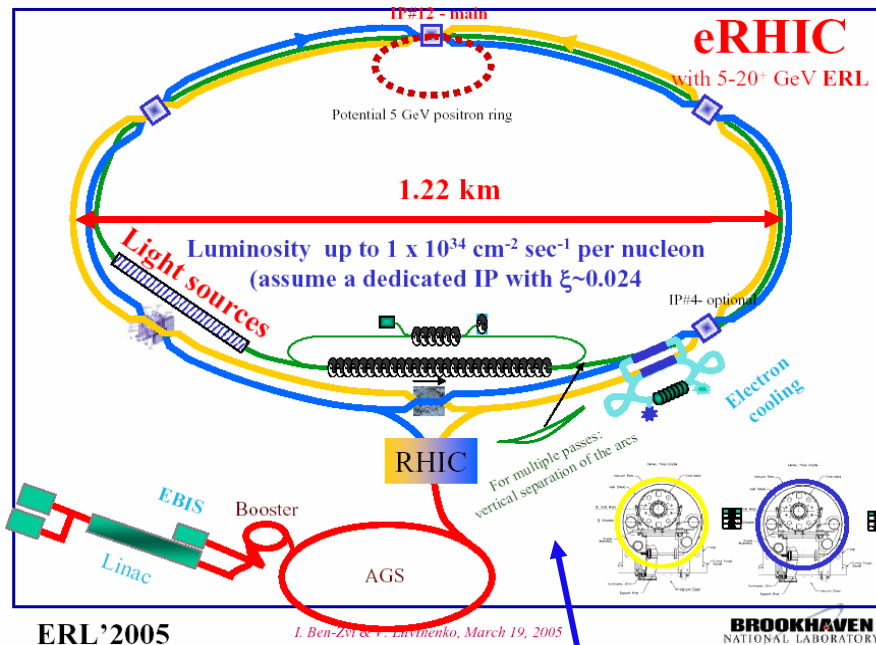 IP#12 - main
eRHIC
with 5-20+ GeV ERL
Potential 5 GeV positron ring
1.22 km
Luminosity up to 1 x 10^34 cm^-2 sec^-1 per nucleon
(assume a dedicated IP with ξ~0.024
Light sources
IP#4- optional
Electron
cooling
For multiple passes:
vertical separation of the arcs
RHIC
EBIS
Booster
Linac
AGS
ERL'2005
I. Ben-Zvi & V. Litvinenko, March 19, 2005
BROOKHAVEN
NATIONAL LABORATORY